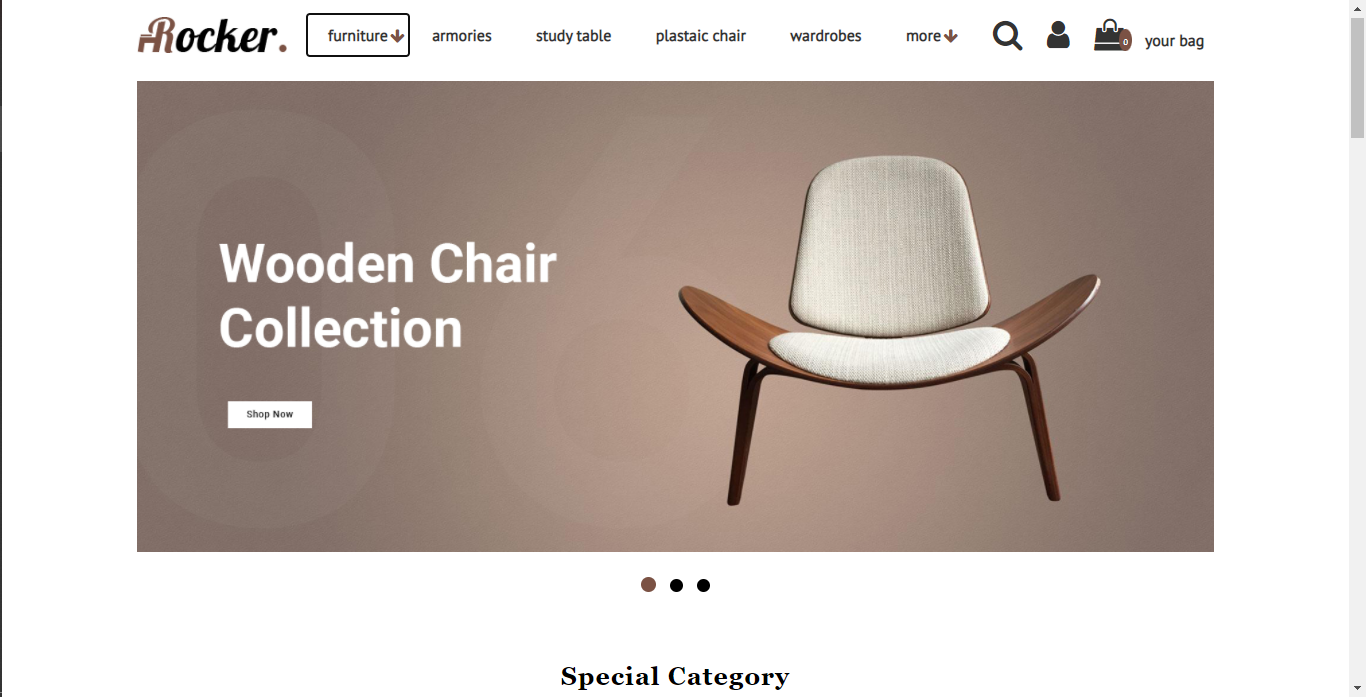 Rocker.
furniture
armories
study table
plastaic chair
wardrobes
more
0
your bag
06
Wooden Chair
Collection
Shop Now
Special Category